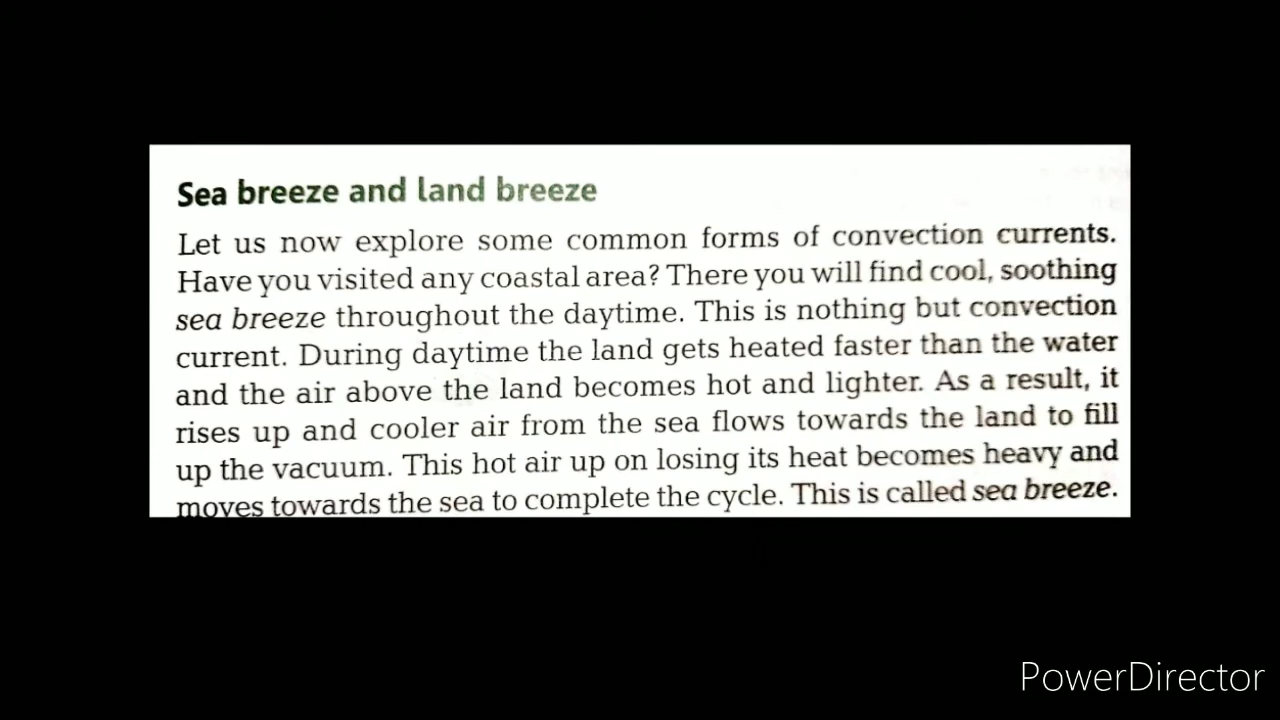 Sea breeze and land breeze
Let us now explore some common forms of convection currents.
Have you visited any coastal area? There you will find cool, soothing
sea breeze throughout the daytime. This is nothing but convection
current. During daytime the land gets heated faster than the water
and the air above the land becomes hot and lighter. As a result, it
rises up and cooler air from the sea flows towards the land to fill
up the vacuum. This hot air up on losing its heat becomes heavy and
moves towards the sea to complete the cycle. This is called sea breeze.
PowerDirector